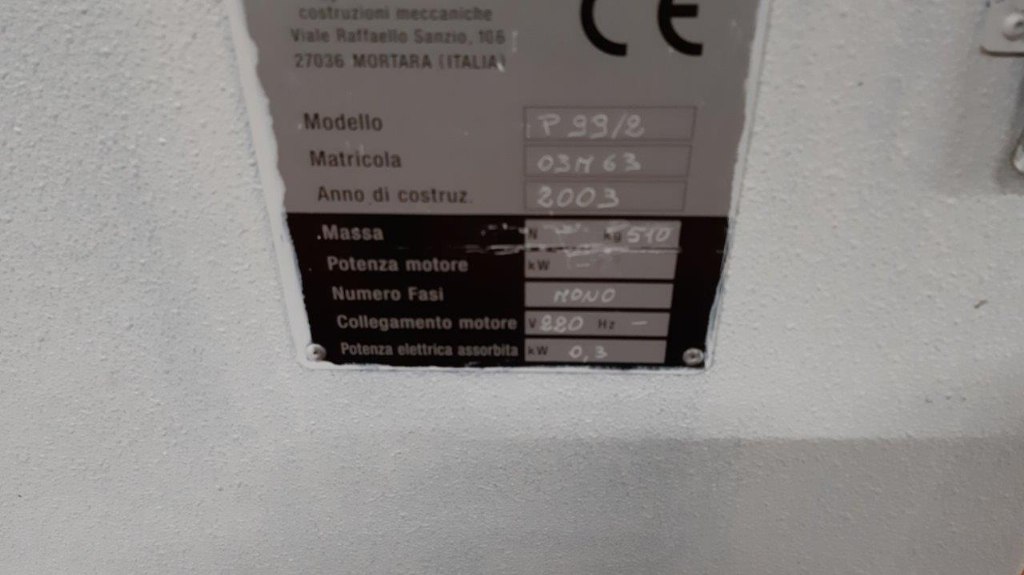 costruzioni meccaniche
Viale Raffaello Sanzio, 106
27036 MORTARA (ITALIA)
CE
Modello P 99/2
Matricola 03M63
Anno di costruz. 2003
Massa N kg 510
Potenza motore kW
Numero Fasi MONO
Collegamento motore V 220 Hz –
Potenza elettrica assorbita kW 0,3